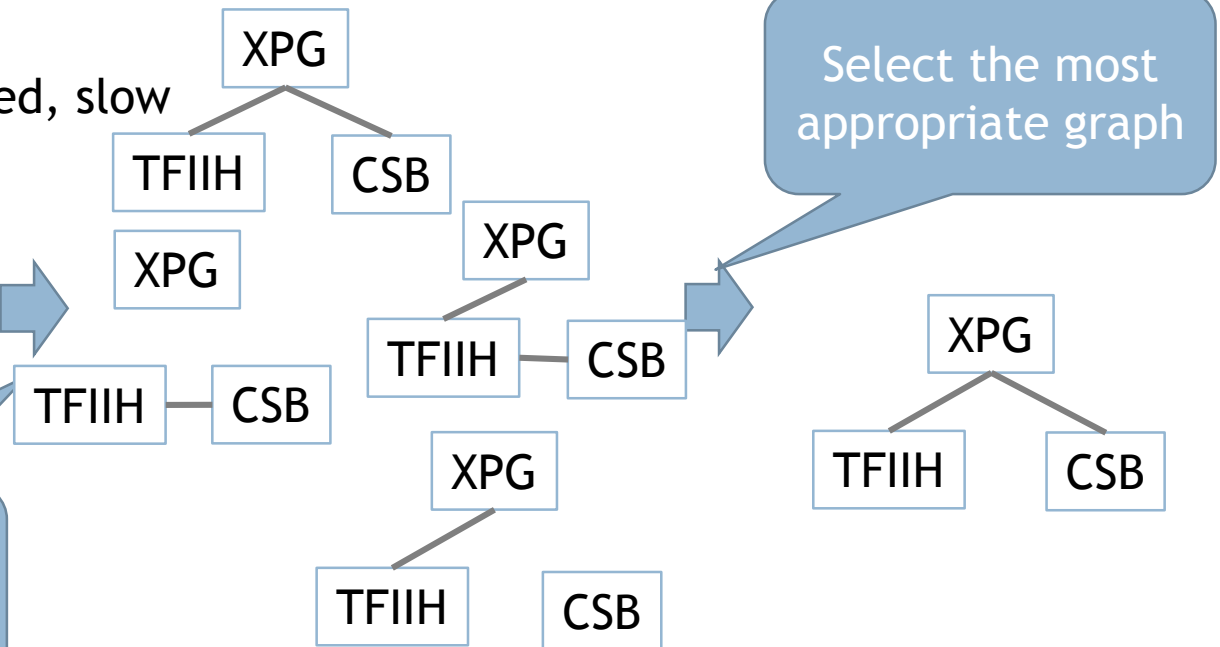 XPG
ed, slow
TFIIH CSB
XPG
TFIIH CSB
XPG
TFIIH CSB
XPG
TFIIH CSB
Select the most
appropriate graph
XPG
TFIIH CSB